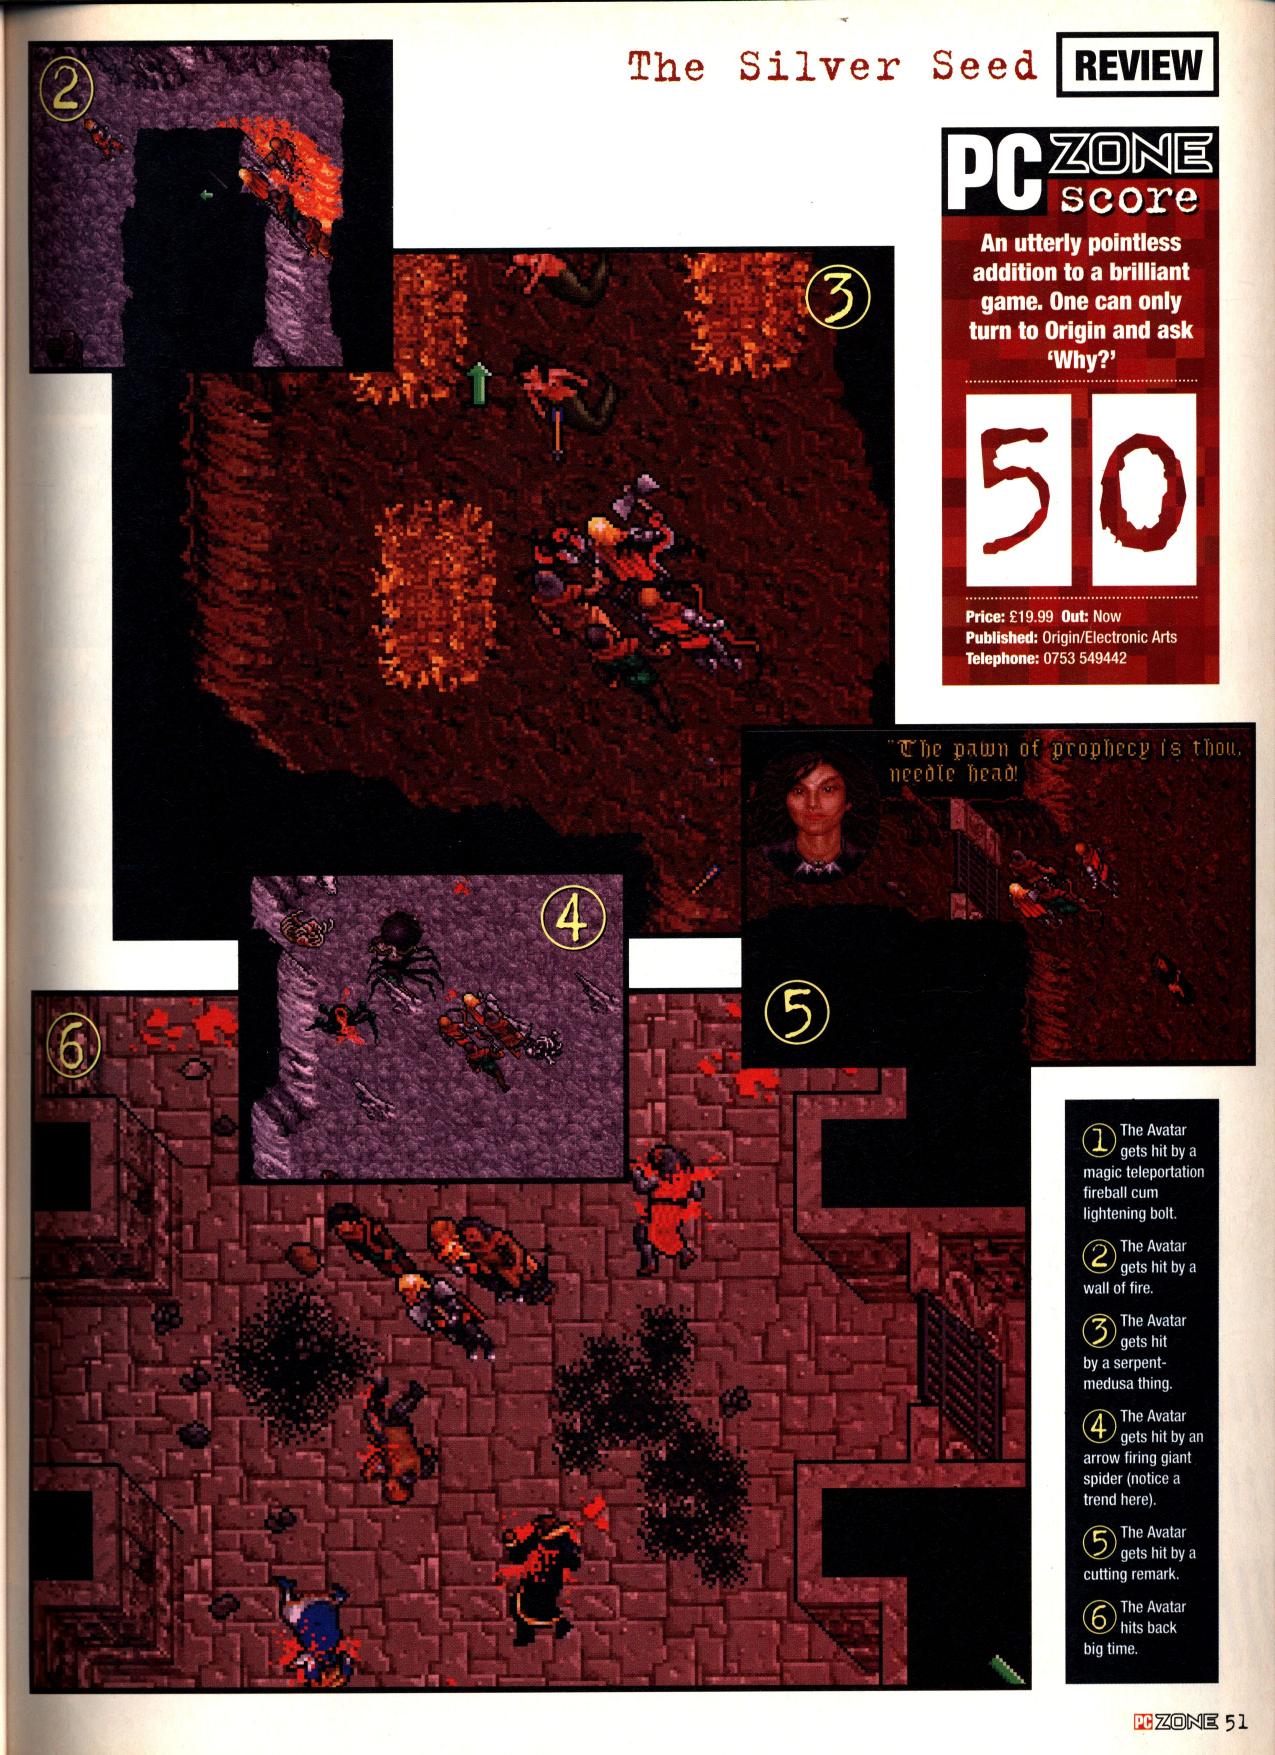 The Silver Seed REVIEW
2
PC ZONE
score
An utterly pointless
addition to a brilliant
game. One can only
turn to Origin and ask
‘Why?’
50
Price: £19.99 Out: Now
Published: Origin/Electronic Arts
Telephone: 0753 549442
3
"The pawn of prophecy is thou,
needle head!
4
5
6
1 The Avatar
gets hit by a
magic teleportation
fireball cum
lightening bolt.
2 The Avatar
gets hit by a
wall of fire.
3 The Avatar
gets hit
by a serpent-
medusa thing.
4 The Avatar
gets hit by an
arrow firing giant
spider (notice a
trend here).
5 The Avatar
gets hit by a
cutting remark.
6 The Avatar
hits back
big time.
PC ZONE 51